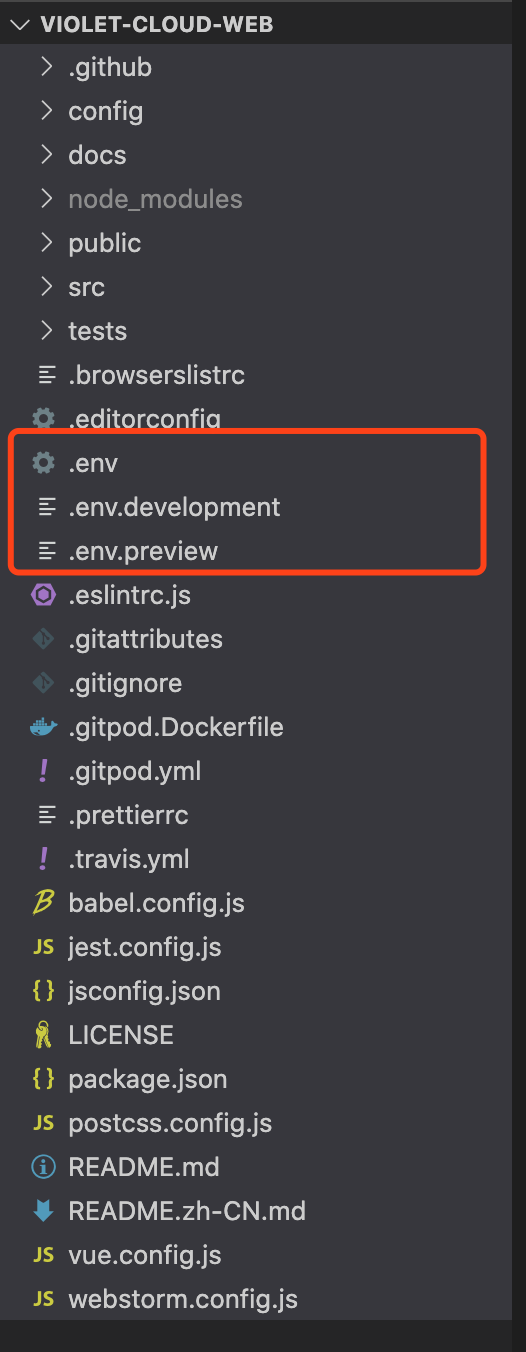 VIOLET-CLOUD-WEB
.github
config
docs
node_modules
public
src
tests
.browserslistrc
.editorconfig
.env
.env.development
.env.preview
.eslintrc.js
.gitattributes
.gitignore
.gitpod.Dockerfile
! .gitpod.yml
.prettierrc
! .travis.yml
B babel.config.js
JS jest.config.js
{} jsconfig.json
LICENSE
{} package.json
JS postcss.config.js
README.md
README.zh-CN.md
JS vue.config.js
JS webstorm.config.js